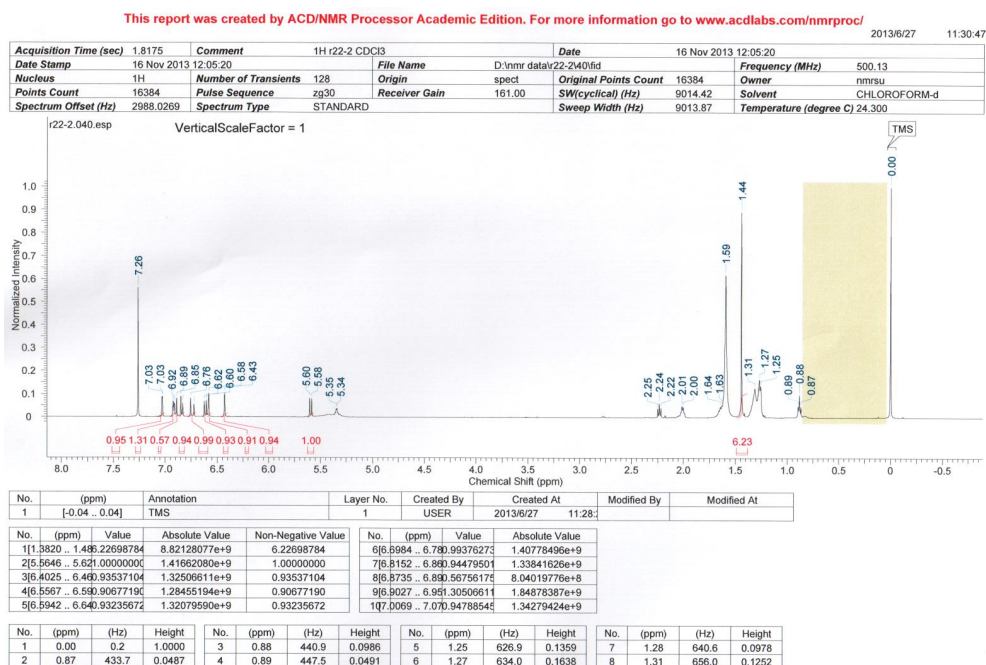 This report was created by ACD/NMR Processor Academic Edition. For more information go to www.acdlabs.com/nmrproc/
2013/6/27 11:30:47
Acquisition Time (sec) 1.8175 Comment 1H r22-2 CDCl3 Date 16 Nov 2013 12:05:20
Date Stamp 16 Nov 2013 12:05:20 File Name D:\nmr data\r22-2\40\fid Frequency (MHz) 500.13
Nucleus 1H Number of Transients 128 Origin spect Original Points Count 16384 Owner nmrsu
Points Count 16384 Pulse Sequence zg30 Receiver Gain 161.00 SW(cyclical) (Hz) 9014.42 Solvent CHLOROFORM-d
Spectrum Offset (Hz) 2988.0269 Spectrum Type STANDARD Sweep Width (Hz) 9013.87 Temperature (degree C) 24.300
r22-2.040.esp VerticalScaleFactor = 1
TMS
Normalized Intensity
1.0
0.9
0.8
0.7
0.6
0.5
0.4
0.3
0.2
0.1
0
7.26
7.03 7.03 6.92 6.89 6.85 6.76 6.62 6.60 6.58 6.43
5.60 5.58 5.35 5.34
2.25 2.24 2.22 2.01 2.00 1.64 1.63 1.59 1.44 1.31 1.27 1.25 0.89 0.88 0.87 0.00
0.95 1.31 0.57 0.94 0.99 0.93 0.91 0.94 1.00 6.23
8.0 7.5 7.0 6.5 6.0 5.5 5.0 4.5 4.0 3.5 3.0 2.5 2.0 1.5 1.0 0.5 0 -0.5
Chemical Shift (ppm)
No. (ppm) Annotation Layer No. Created By Created At Modified By Modified At
1 [-0.04 .. 0.04] TMS 1 USER 2013/6/27 11:28:
No. (ppm) Value Absolute Value Non-Negative Value
1 [1.3820 .. 1.48 6.22698784 8.82128077e+9 6.22698784
2 [5.5646 .. 5.62 1.00000000 1.41662080e+9 1.00000000
3 [6.4025 .. 6.46 0.93537104 1.32506611e+9 0.93537104
4 [6.5567 .. 6.59 0.90677190 1.28455194e+9 0.90677190
5 [6.5942 .. 6.64 0.93235672 1.32079590e+9 0.93235672
No. (ppm) Value Absolute Value
6 [6.6984 .. 6.78 0.99376273 1.40778496e+9
7 [6.8152 .. 6.86 0.94479501 1.33841626e+9
8 [6.8735 .. 6.89 0.56756175 8.04019776e+8
9 [6.9027 .. 6.95 1.30506611 1.84878387e+9
10 [7.0069 .. 7.07 0.94788545 1.34279424e+9
No. (ppm) (Hz) Height No. (ppm) (Hz) Height No. (ppm) (Hz) Height No. (ppm) (Hz) Height
1 0.00 0.2 1.0000 3 0.88 440.9 0.0986 5 1.25 626.9 0.1359 7 1.28 640.6 0.0978
2 0.87 433.7 0.0487 4 0.89 447.5 0.0491 6 1.27 634.0 0.1638 8 1.31 656.0 0.1252